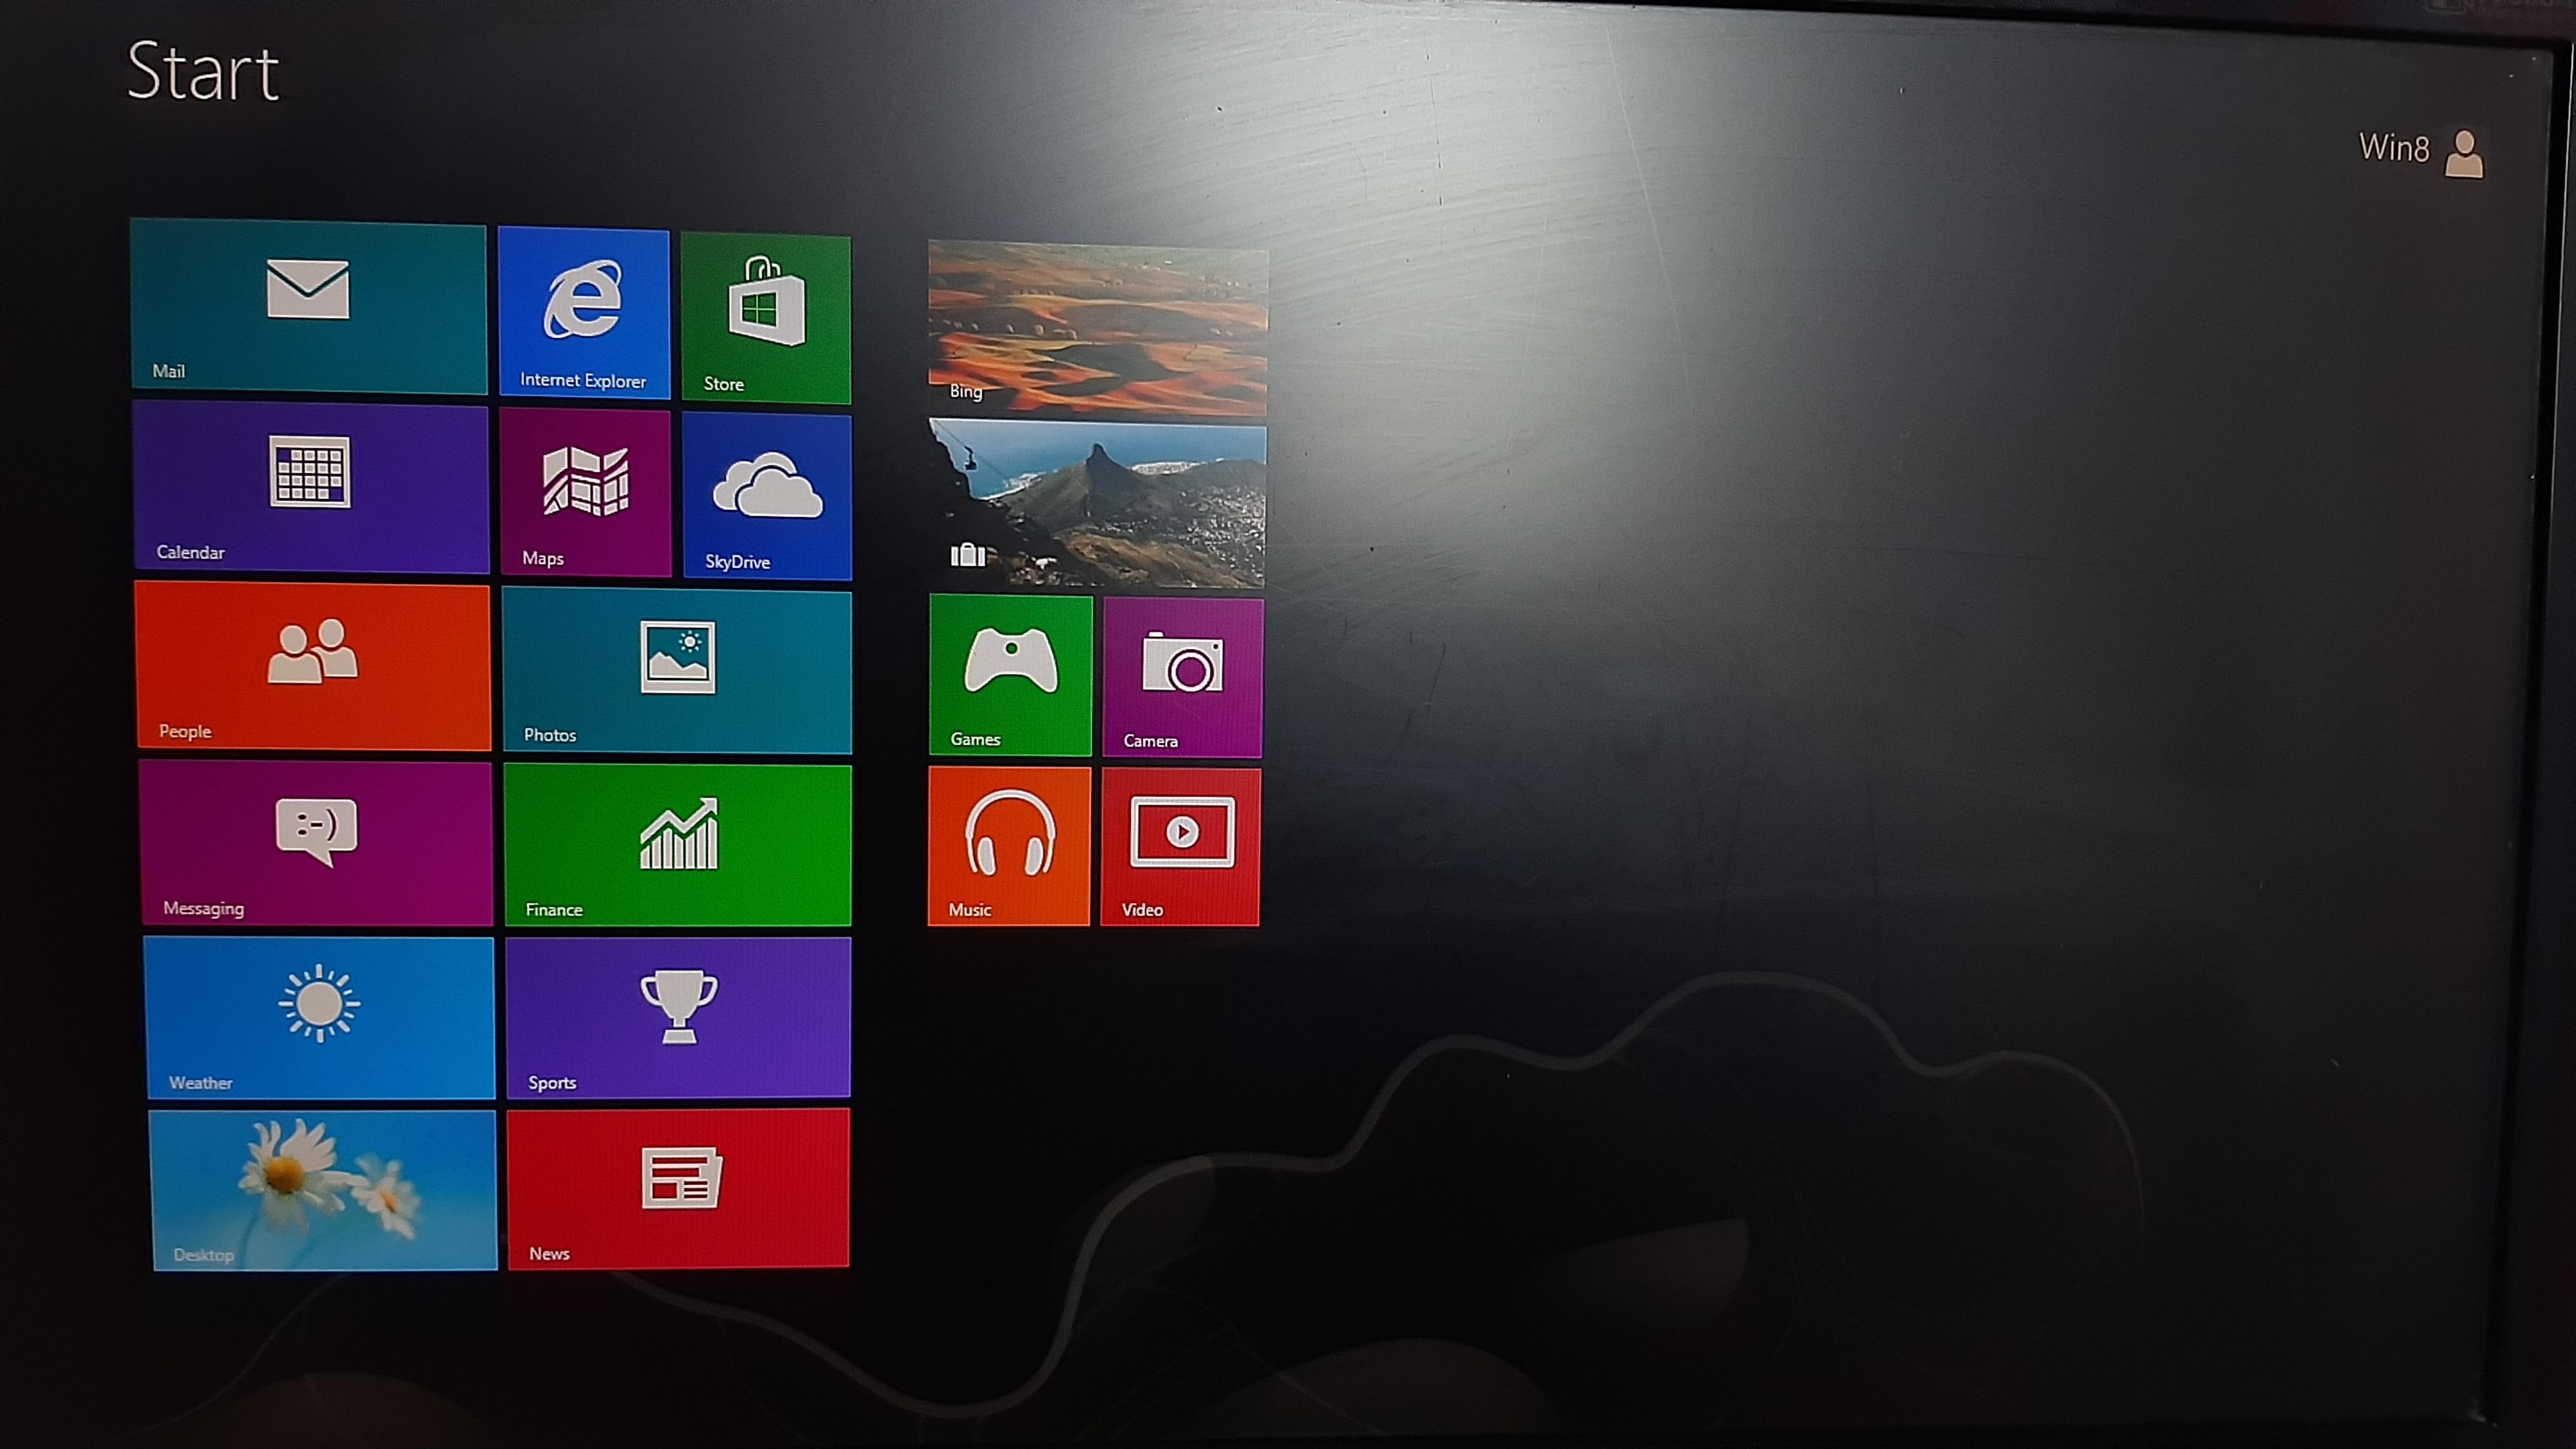 Start
Win8
Mail
Internet Explorer
Store
Bing
Calendar
Maps
SkyDrive
People
Photos
Games
Camera
Messaging
:-)
Finance
Music
Video
Weather
Sports
Desktop
News